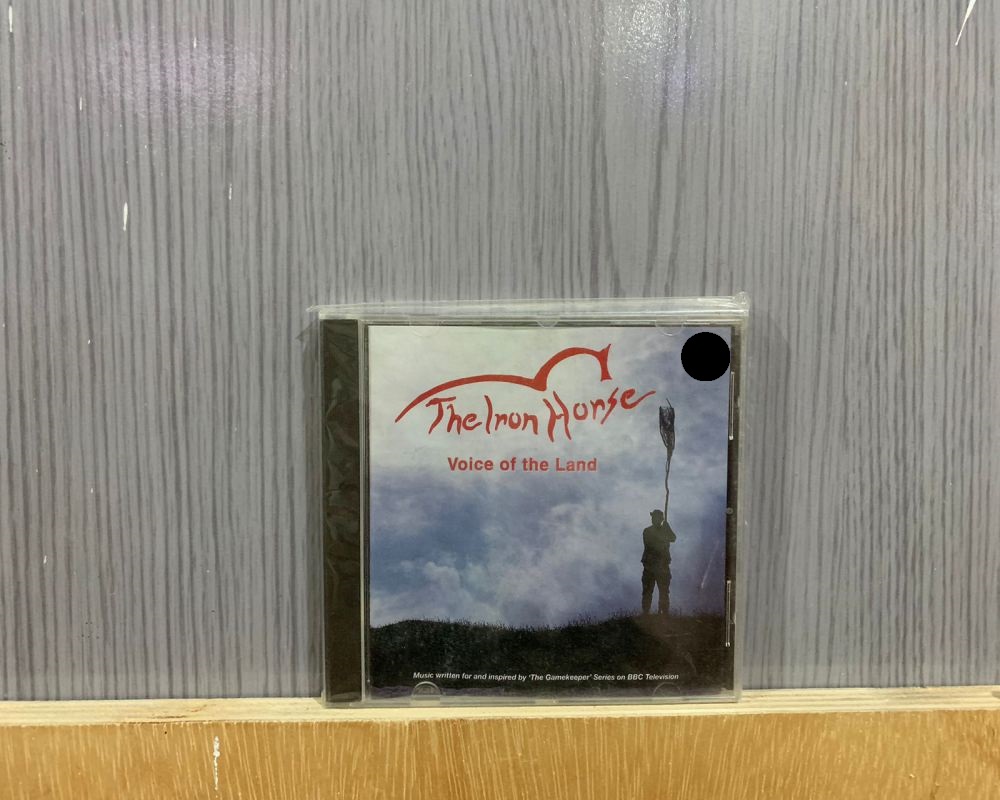 The Iron Horse
Voice of the Land
Music written for and inspired by 'The Gamekeeper' Series on BBC Television